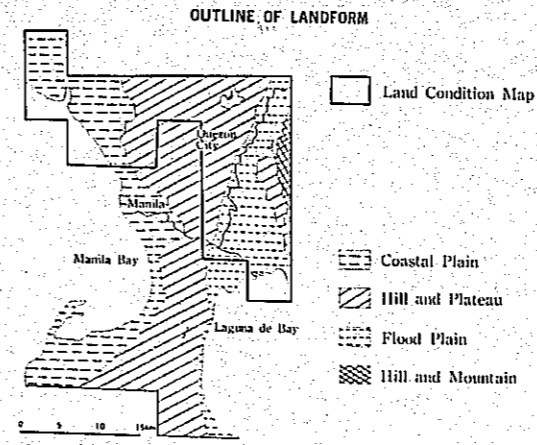 OUTLINE OF LANDFORM
Land Condition Map
Quezon
City
Manila
Manila Bay
Coastal Plain
Hill and Plateau
Laguna de Bay
Flood Plain
Hill and Mountain
0 5 10 15km